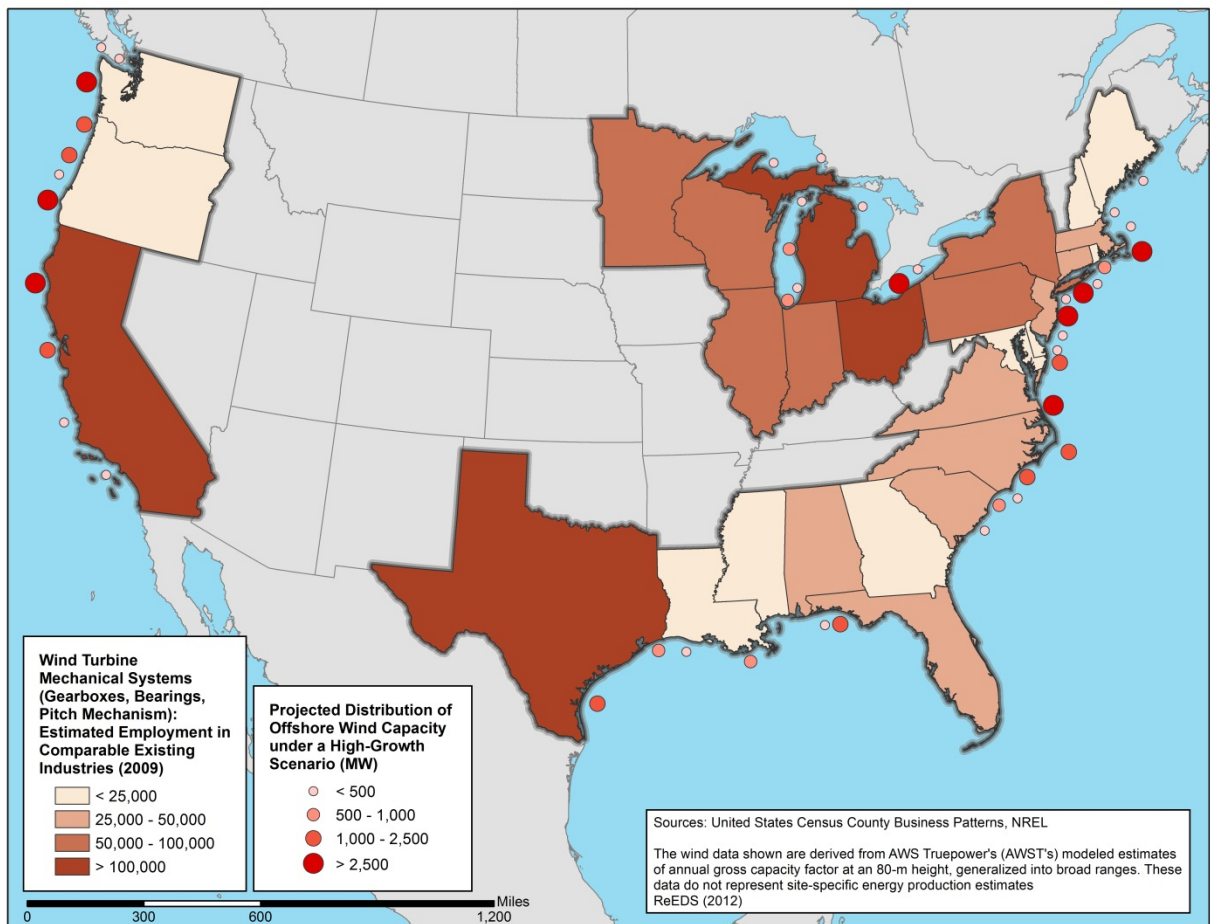 Wind Turbine
Mechanical Systems
(Gearboxes, Bearings,
Pitch Mechanism):
Estimated Employment in
Comparable Existing
Industries (2009)
< 25,000
25,000 - 50,000
50,000 - 100,000
> 100,000
Projected Distribution of
Offshore Wind Capacity
under a High-Growth
Scenario (MW)
< 500
500 - 1,000
1,000 - 2,500
> 2,500
Sources: United States Census County Business Patterns, NREL
The wind data shown are derived from AWS Truepower's (AWST's) modeled estimates
of annual gross capacity factor at an 80-m height, generalized into broad ranges. These
data do not represent site-specific energy production estimates
ReEDS (2012)
Miles
0 300 600 1,200